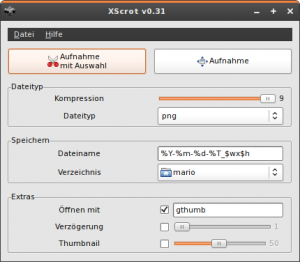 XScrot v0.31
Datei Hilfe
Aufnahme
mit Auswahl
Aufnahme
Dateityp
Kompression 9
Dateityp png
Speichern
Dateiname %Y-%m-%d-%T_$wx$h
Verzeichnis mario
Extras
Öffnen mit gthumb
Verzögerung 1
Thumbnail 50